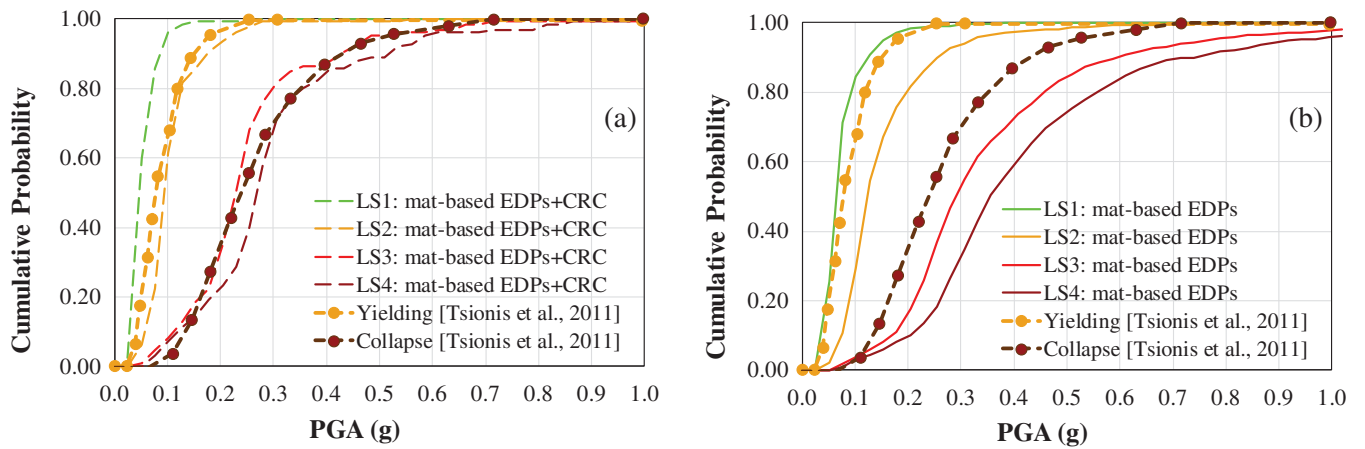 Cumulative Probability
1.00
0.80
0.60
0.40
0.20
0.00
(a)
LS1: mat-based EDPs+CRC
LS2: mat-based EDPs+CRC
LS3: mat-based EDPs+CRC
LS4: mat-based EDPs+CRC
Yielding [Tsionis et al., 2011]
Collapse [Tsionis et al., 2011]
0.0 0.1 0.2 0.3 0.4 0.5 0.6 0.7 0.8 0.9 1.0
PGA (g)
Cumulative Probability
1.00
0.80
0.60
0.40
0.20
0.00
(b)
LS1: mat-based EDPs
LS2: mat-based EDPs
LS3: mat-based EDPs
LS4: mat-based EDPs
Yielding [Tsionis et al., 2011]
Collapse [Tsionis et al., 2011]
0.0 0.1 0.2 0.3 0.4 0.5 0.6 0.7 0.8 0.9 1.0
PGA (g)